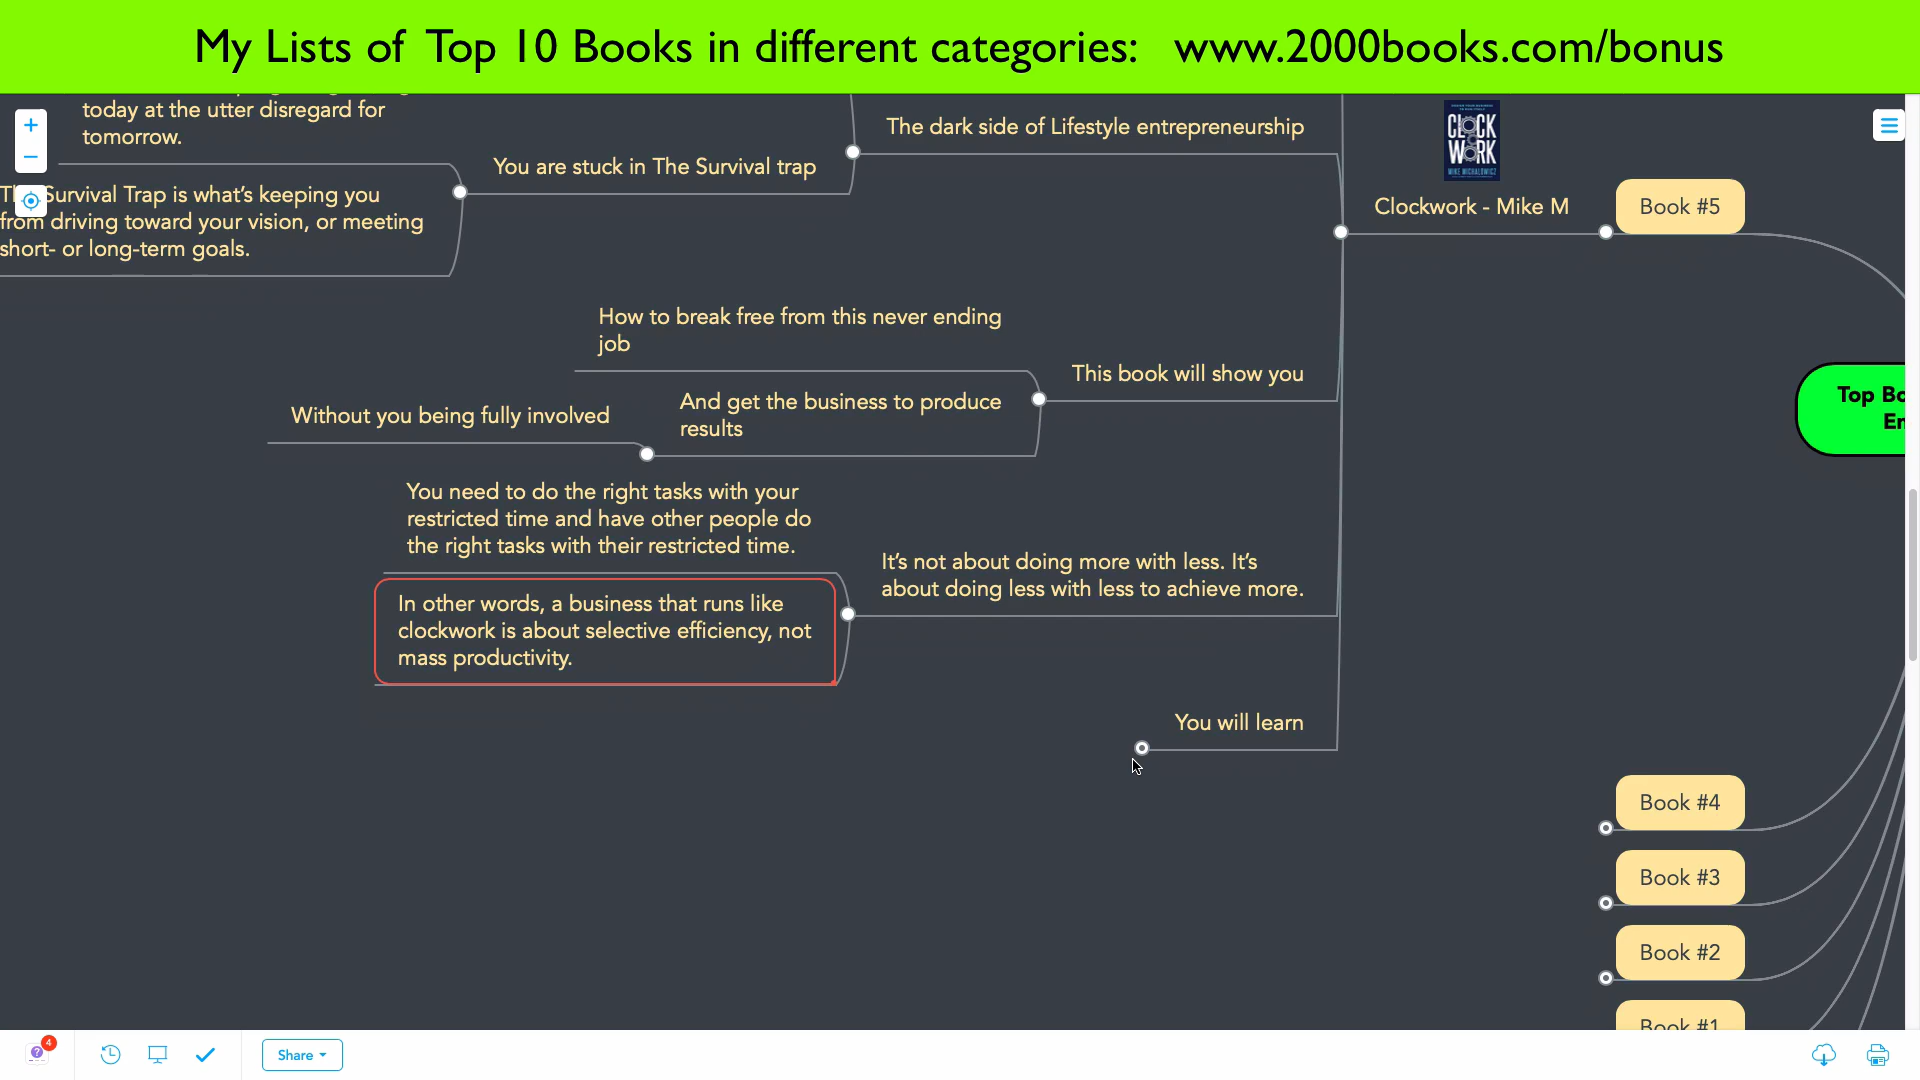 My Lists of Top 10 Books in different categories: www.2000books.com/bonus
today at the utter disregard for
tomorrow.
The Survival Trap is what's keeping you
from driving toward your vision, or meeting
short- or long-term goals.
You are stuck in The Survival trap
The dark side of Lifestyle entrepreneurship
CLOCK
WORK
MIKE MICHALOWICZ
Clockwork - Mike M
Book #5
How to break free from this never ending
job
This book will show you
And get the business to produce
results
Without you being fully involved
Top Bo
En
You need to do the right tasks with your
restricted time and have other people do
the right tasks with their restricted time.
It's not about doing more with less. It's
about doing less with less to achieve more.
In other words, a business that runs like
clockwork is about selective efficiency, not
mass productivity.
You will learn
Book #4
Book #3
Book #2
Book #1
4
Share